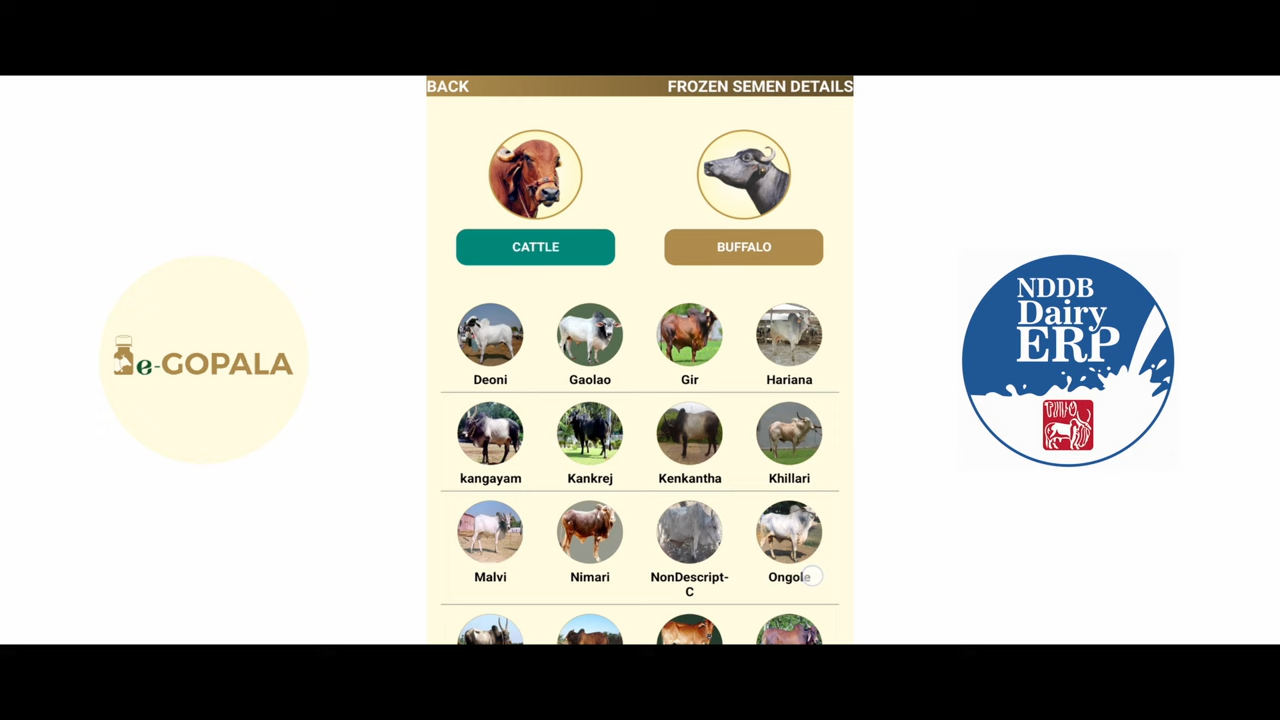 BACK
FROZEN SEMEN DETAILS
CATTLE
BUFFALO
Deoni
Gaolao
Gir
Hariana
kangayam
Kankrej
Kenkantha
Khillari
Malvi
Nimari
NonDescript-
C
Ongole
e-GOPALA
NDDB
Dairy
ERP